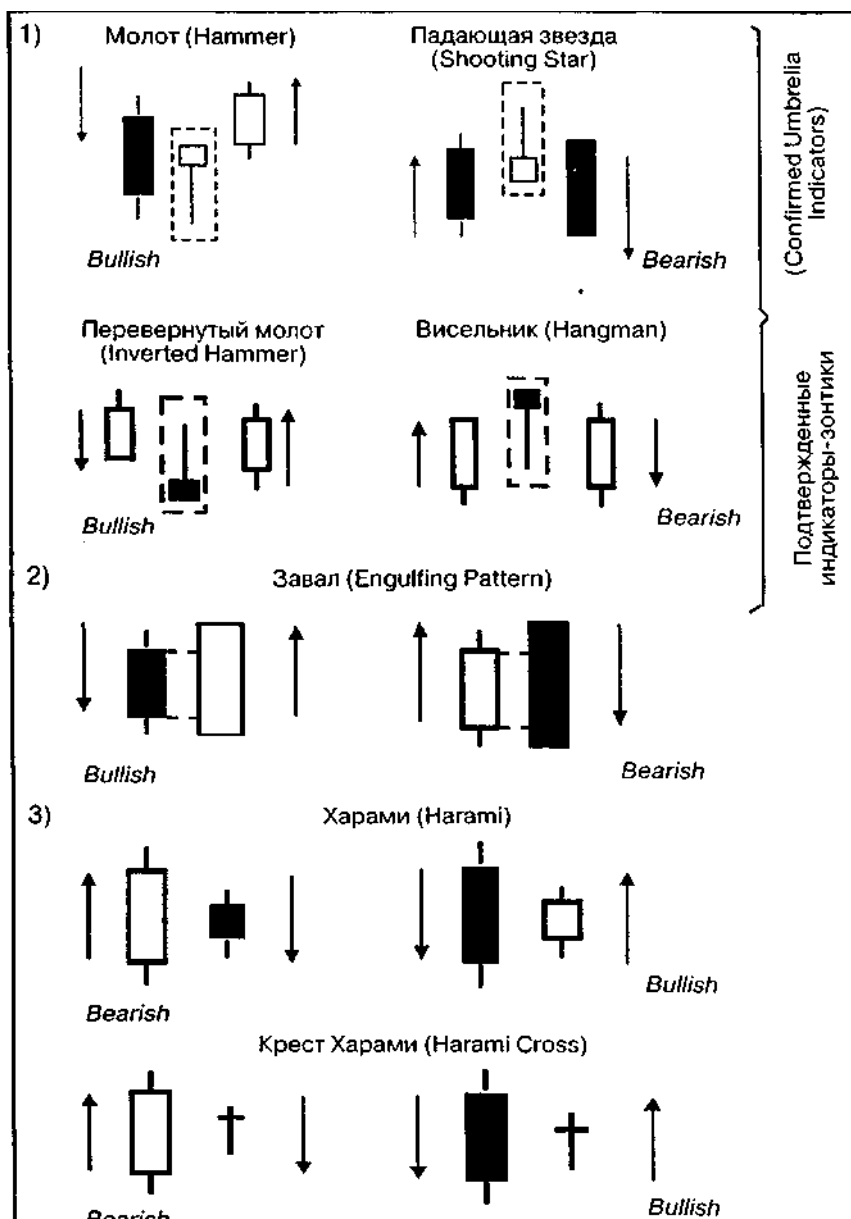 1)
Молот (Hammer)
Падающая звезда
(Shooting Star)
Bullish
Bearish
(Confirmed Umbrelia
Indicators)
Подтвержденные
индикаторы-зонтики
Перевернутый молот
(Inverted Hammer)
Висельник (Hangman)
Bullish
Bearish
2)
Завал (Engulfing Pattern)
Bullish
Bearish
3)
Харами (Harami)
Bearish
Bullish
Крест Харами (Harami Cross)
Bearish
Bullish